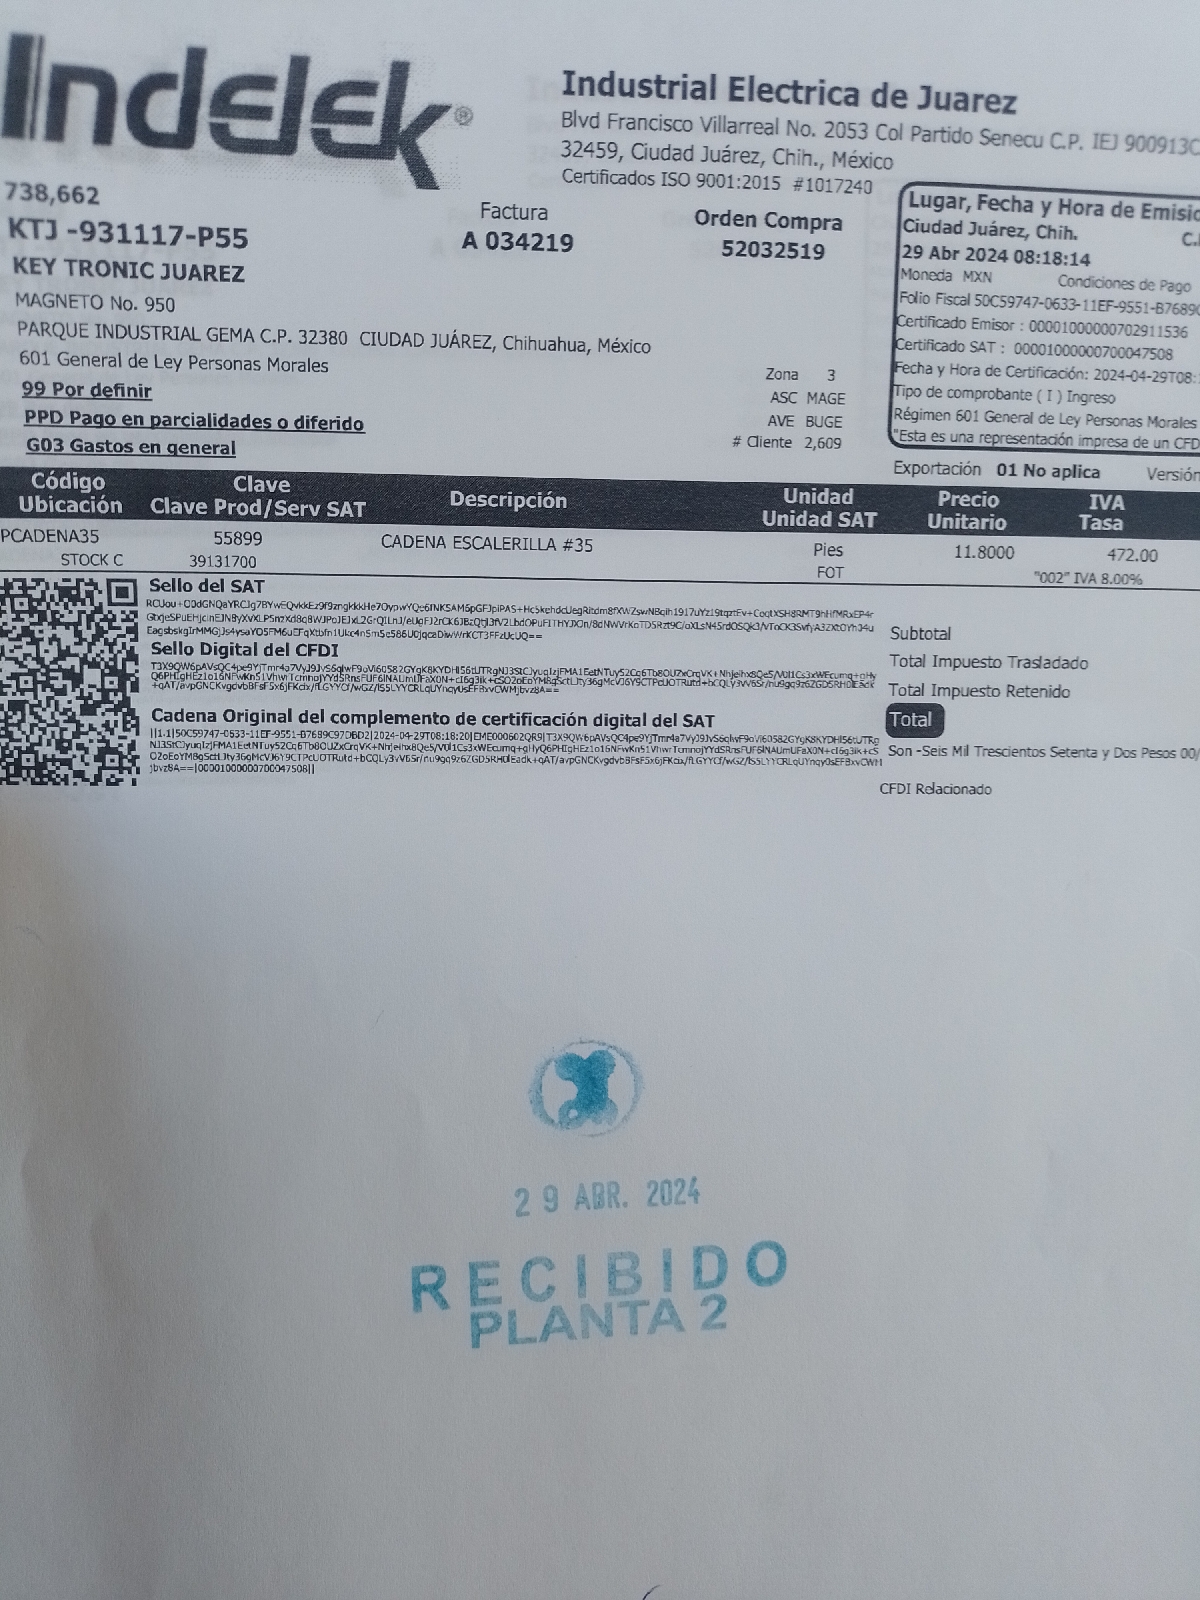 Indelek®
Industrial Electrica de Juarez
Blvd Francisco Villarreal No. 2053 Col Partido Senecu C.P. IEJ 900913C
32459, Ciudad Juárez, Chih., México
Certificados ISO 9001:2015 #1017240
738,662
KTJ -931117-P55
KEY TRONIC JUAREZ
MAGNETO No. 950
PARQUE INDUSTRIAL GEMA C.P. 32380 CIUDAD JUÁREZ, Chihuahua, México
601 General de Ley Personas Morales
99 Por definir
PPD Pago en parcialidades o diferido
G03 Gastos en general
Factura
A 034219
Orden Compra
52032519
Zona 3
ASC MAGE
AVE BUGE
# Cliente 2,609
Lugar, Fecha y Hora de Emisio
Ciudad Juárez, Chih. C.
29 Abr 2024 08:18:14
Moneda MXN Condiciones de Pago
Folio Fiscal 50C59747-0633-11EF-9551-B7689C
Certificado Emisor : 00001000000702911536
Certificado SAT : 00001000000700047508
Fecha y Hora de Certificación: 2024-04-29T08:
Tipo de comprobante ( I ) Ingreso
Régimen 601 General de Ley Personas Morales
"Esta es una representación impresa de un CFD
Exportación 01 No aplica Versión
Código Clave Descripción Unidad Precio IVA
Ubicación Clave Prod/Serv SAT Unidad SAT Unitario Tasa
PCADENA35 55899 CADENA ESCALERILLA #35 Pies 11.8000 472.00
STOCK C 39131700 FOT "002" IVA 8.00%
Sello del SAT
Sello Digital del CFDI
Cadena Original del complemento de certificación digital del SAT
jbvz8A==|00001000000700047508||
Subtotal
Total Impuesto Trasladado
Total Impuesto Retenido
Total
Son -Seis Mil Trescientos Setenta y Dos Pesos 00/
CFDI Relacionado
29 ABR. 2024
RECIBIDO
PLANTA 2